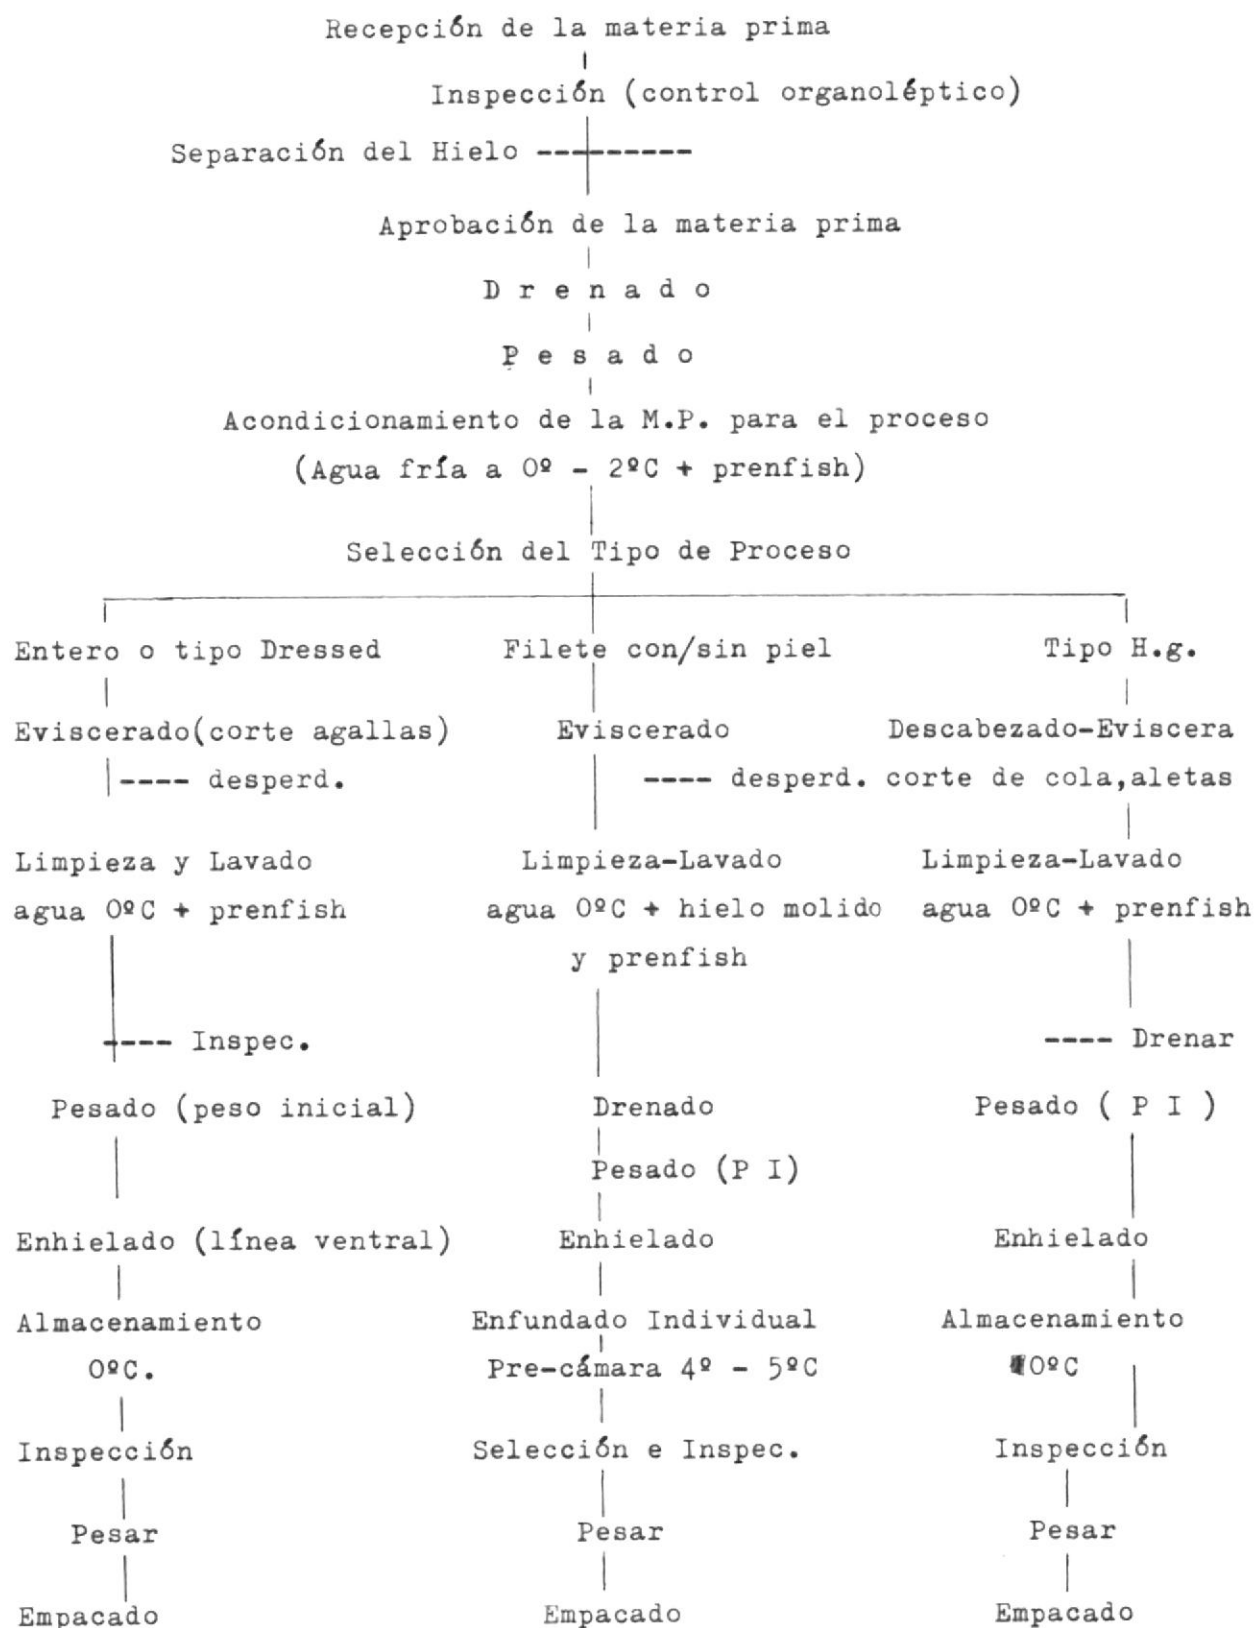 Recepción de la materia prima
Inspección (control organoléptico)
Separación del Hielo
Aprobación de la materia prima
D r e n a d o
P e s a d o
Acondicionamiento de la M.P. para el proceso
(Agua fría a 0º - 2ºC + prenfish)
Selección del Tipo de Proceso
Entero o tipo Dressed Filete con/sin piel Tipo H.g.
Eviscerado(corte agallas) Eviscerado Descabezado-Eviscera
---- desperd. ---- desperd. corte de cola,aletas
Limpieza y Lavado Limpieza-Lavado Limpieza-Lavado
agua 0ºC + prenfish agua 0ºC + hielo molido agua 0ºC + prenfish
y prenfish
---- Inspec. ---- Drenar
Pesado (peso inicial) Drenado Pesado ( P I )
Pesado (P I)
Enhielado (línea ventral) Enhielado Enhielado
Almacenamiento Enfundado Individual Almacenamiento
0ºC. Pre-cámara 4º - 5ºC 0ºC
Inspección Selección e Inspec. Inspección
Pesar Pesar Pesar
Empacado Empacado Empacado